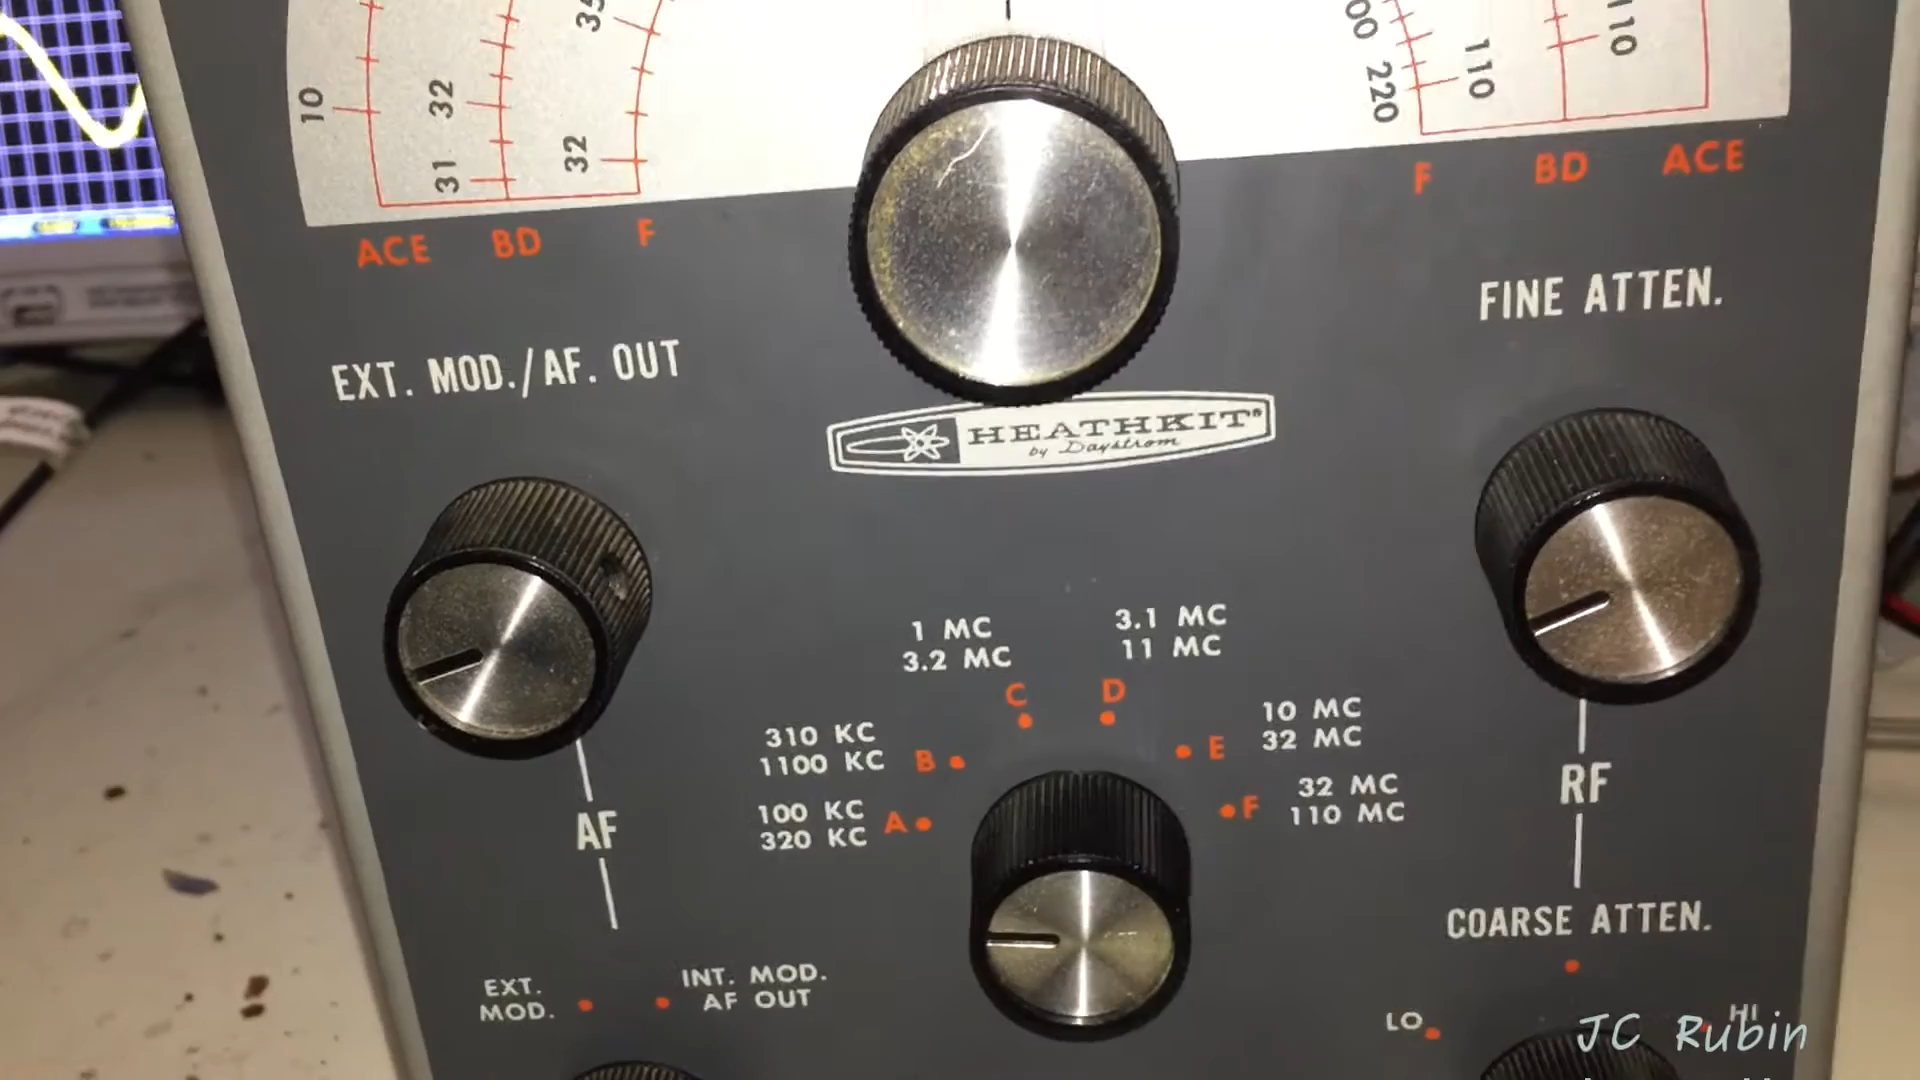 35
10
32
31
32
200
220
110
110
ACE
BD
F
F
BD
ACE
EXT. MOD./AF. OUT
FINE ATTEN.
HEATHKIT®
by Daystrom
1 MC
3.2 MC
C
3.1 MC
11 MC
D
310 KC
1100 KC
B
10 MC
32 MC
E
100 KC
320 KC
A
32 MC
110 MC
F
AF
RF
COARSE ATTEN.
EXT.
MOD.
INT. MOD.
AF OUT
LO
HI
JC Rubin